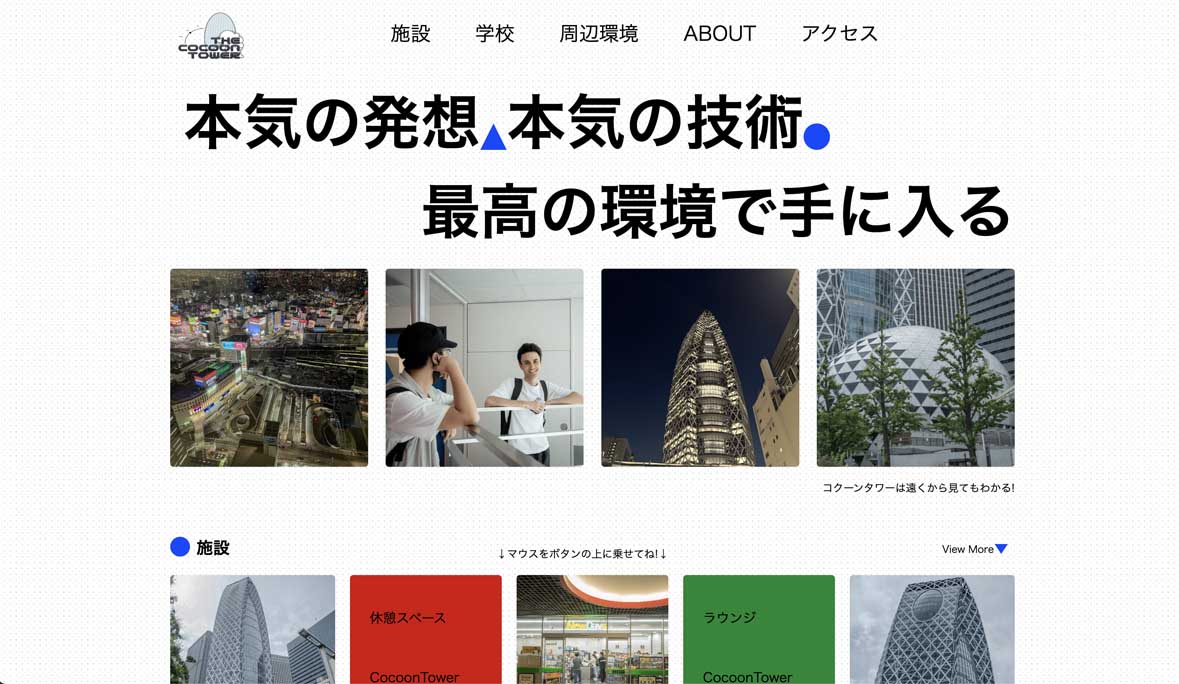 THE
COCOON
TOWER
施設 学校 周辺環境 ABOUT アクセス
本気の発想▲本気の技術●
最高の環境で手に入る
コクーンタワーは遠くから見てもわかる!
施設
↓マウスをボタンの上に乗せてね!↓
View More▼
休憩スペース
NewDays
ラウンジ
CocoonTower
CocoonTower